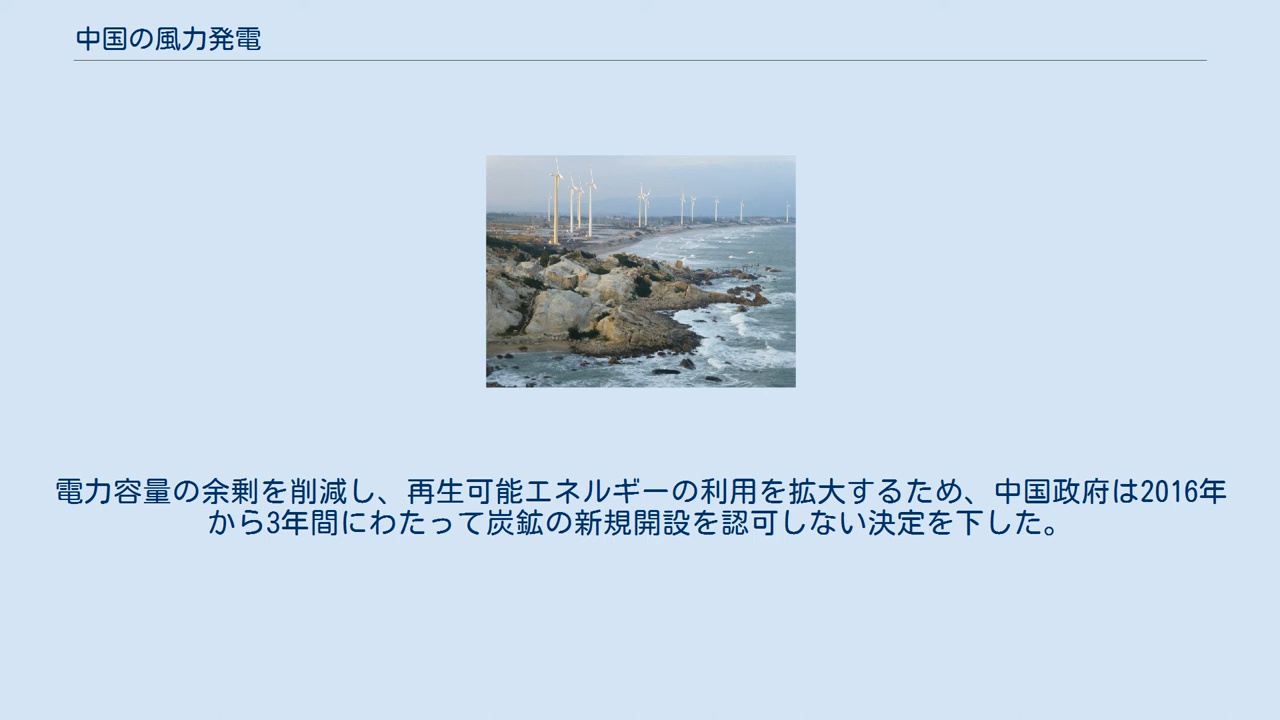 中国の風力発電
電力容量の余剰を削減し、再生可能エネルギーの利用を拡大するため、中国政府は2016年
から3年間にわたって炭鉱の新規開設を認可しない決定を下した。